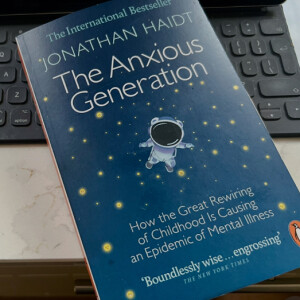 The International Bestseller
JONATHAN HAIDT
The Anxious
Generation
How the Great Rewiring
of Childhood Is Causing
an Epidemic of Mental Illness
'Boundlessly wise ... engrossing'
THE NEW YORK TIMES